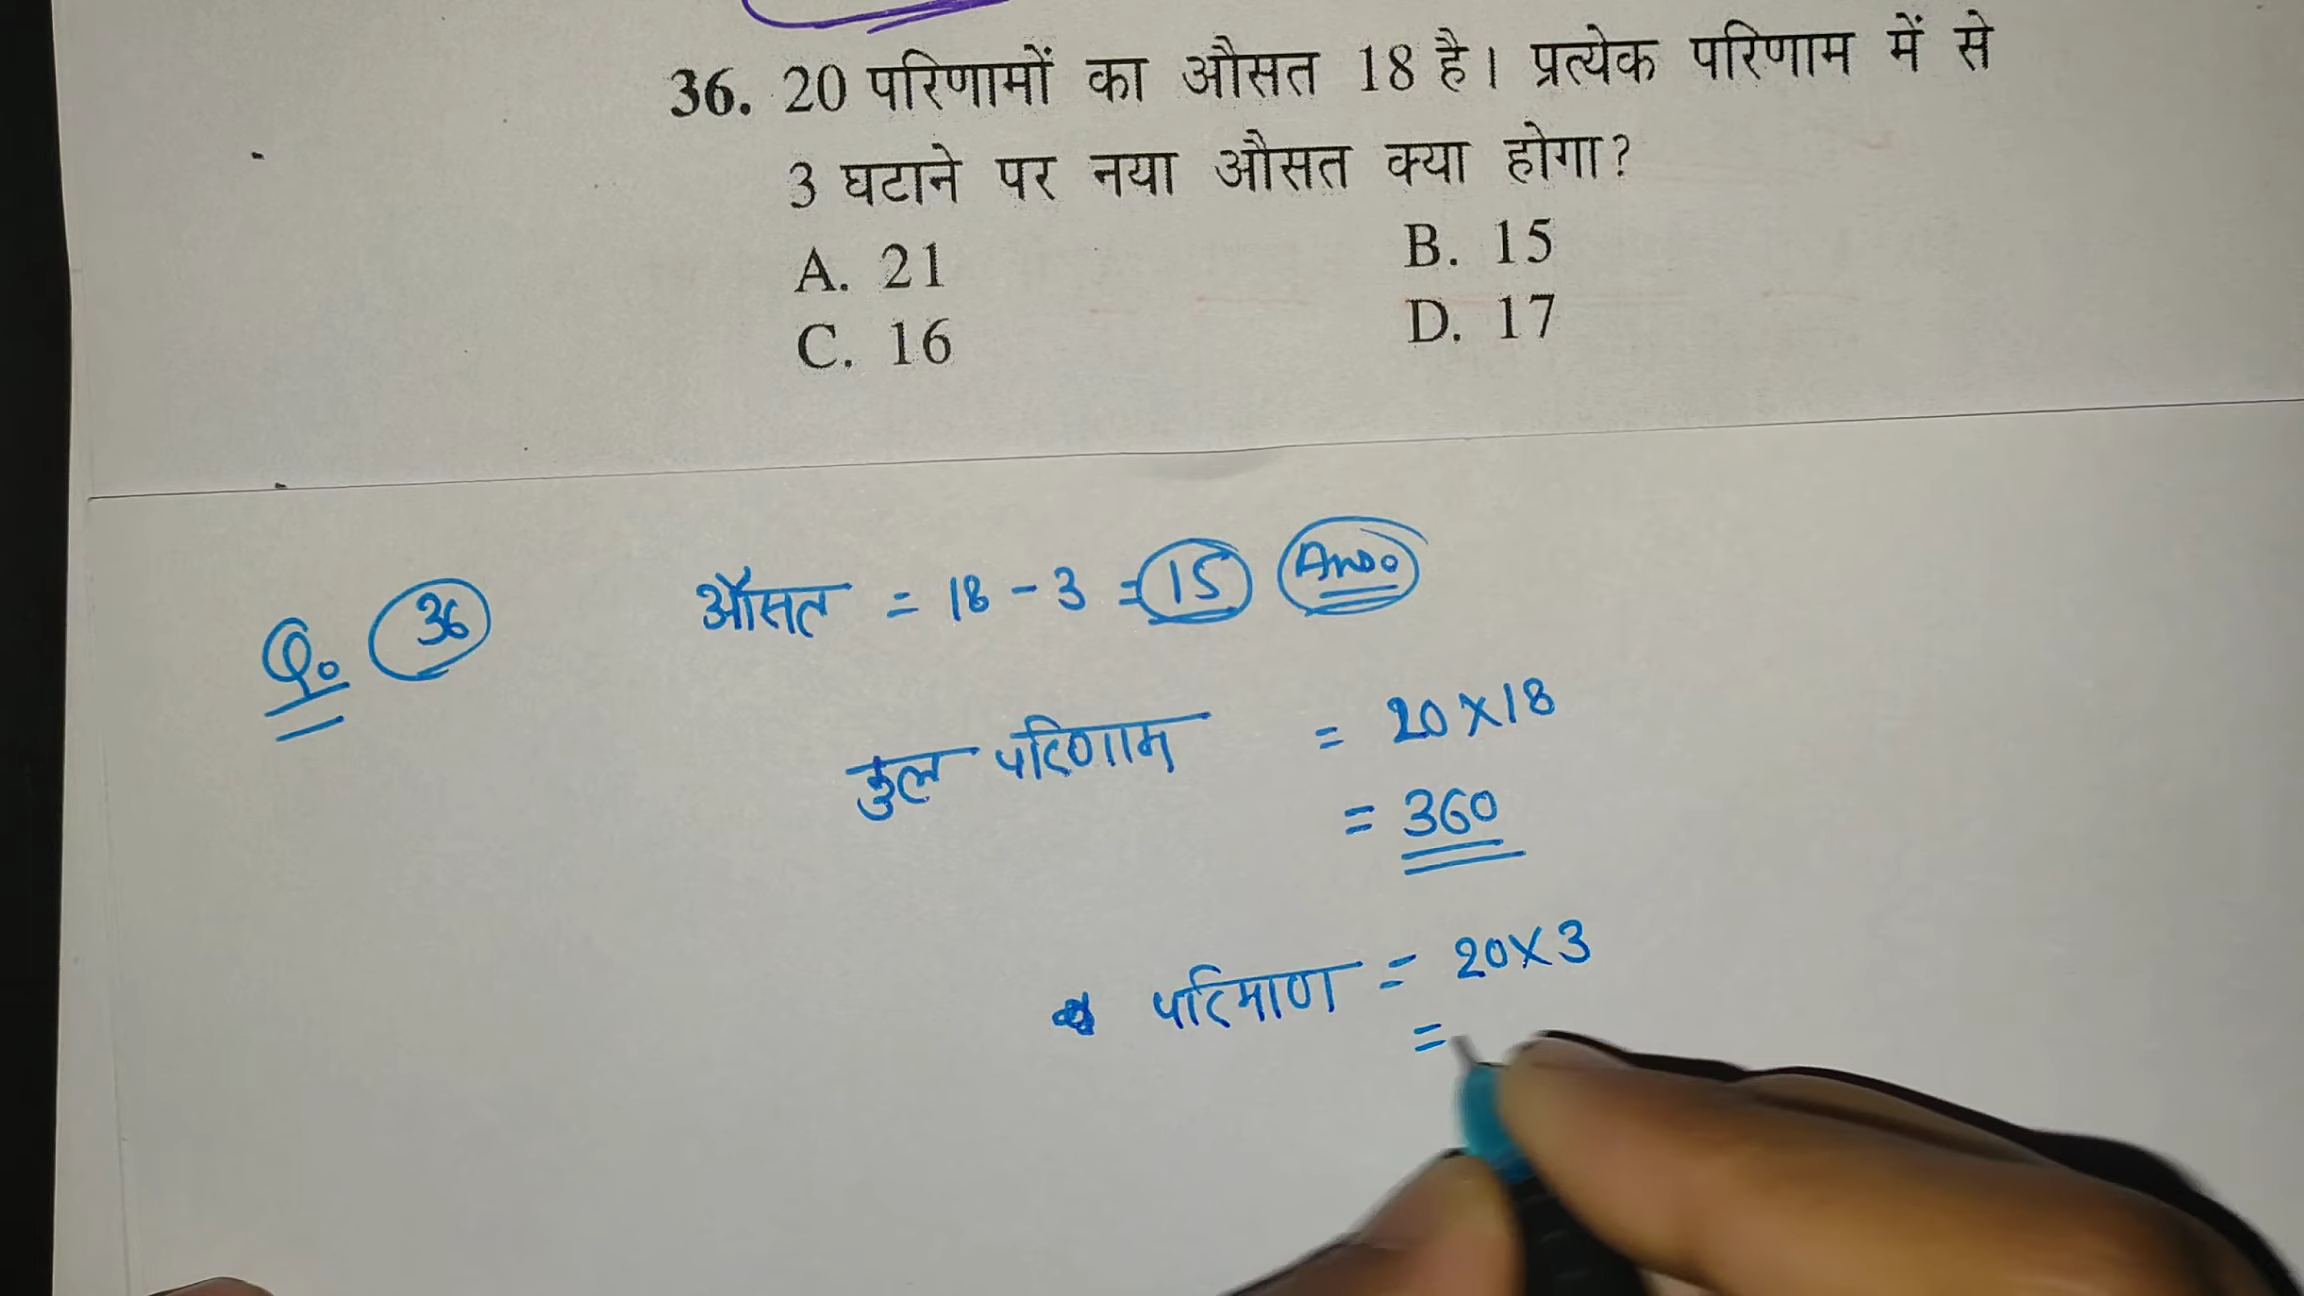 36. 20 परिणामों का औसत 18 है। प्रत्येक परिणाम में से
3 घटाने पर नया औसत क्या होगा?
A. 21 B. 15
C. 16 D. 17
Q. 36 औसत = 18 - 3 = 15 Ans.
कुल परिणाम = 20 × 18
= 360
परिमाण = 20 × 3
=